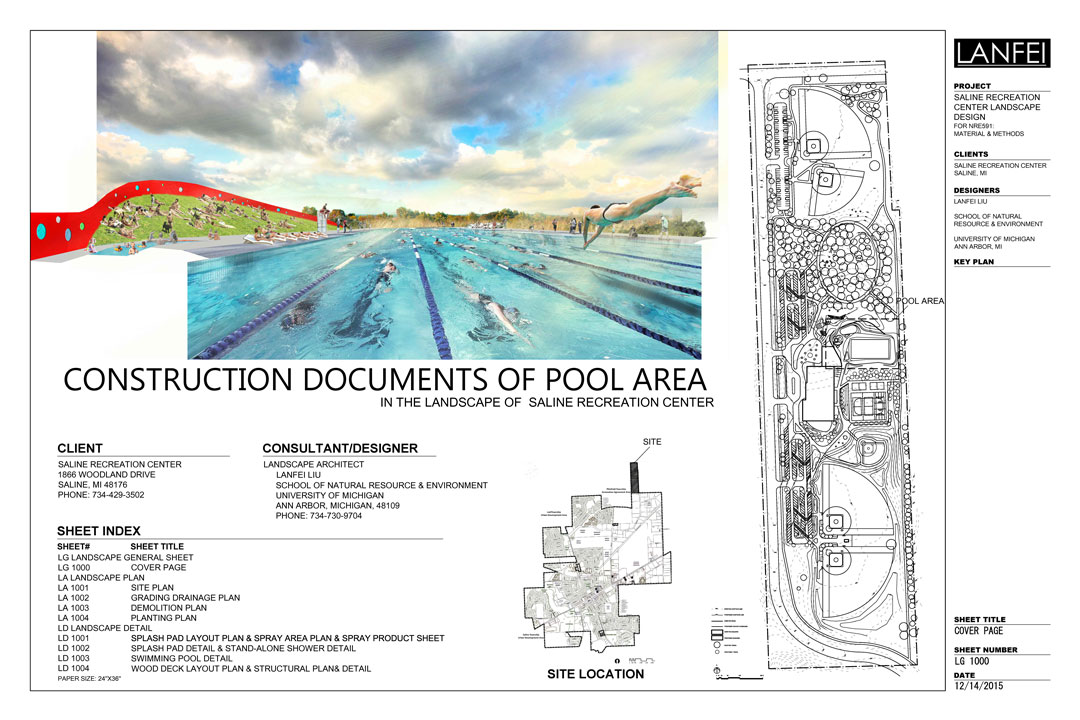 CONSTRUCTION DOCUMENTS OF POOL AREA
IN THE LANDSCAPE OF SALINE RECREATION CENTER
CLIENT
SALINE RECREATION CENTER
1866 WOODLAND DRIVE
SALINE, MI 48176
PHONE: 734-429-3502
CONSULTANT/DESIGNER
LANDSCAPE ARCHITECT
LANFEI LIU
SCHOOL OF NATURAL RESOURCE & ENVIRONMENT
UNIVERSITY OF MICHIGAN
ANN ARBOR, MICHIGAN, 48109
PHONE: 734-730-9704
SHEET INDEX
SHEET# SHEET TITLE
LG LANDSCAPE GENERAL SHEET
LG 1000 COVER PAGE
LA LANDSCAPE PLAN
LA 1001 SITE PLAN
LA 1002 GRADING DRAINAGE PLAN
LA 1003 DEMOLITION PLAN
LA 1004 PLANTING PLAN
LD LANDSCAPE DETAIL
LD 1001 SPLASH PAD LAYOUT PLAN & SPRAY AREA PLAN & SPRAY PRODUCT SHEET
LD 1002 SPLASH PAD DETAIL & STAND-ALONE SHOWER DETAIL
LD 1003 SWIMMING POOL DETAIL
LD 1004 WOOD DECK LAYOUT PLAN & STRUCTURAL PLAN& DETAIL
PAPER SIZE: 24"X36"
SITE
SITE LOCATION
POOL AREA
LANFEI
PROJECT
SALINE RECREATION
CENTER LANDSCAPE
DESIGN
FOR NRE591:
MATERIAL & METHODS
CLIENTS
SALINE RECREATION CENTER
SALINE, MI
DESIGNERS
LANFEI LIU
SCHOOL OF NATURAL
RESOURCE & ENVIRONMENT
UNIVERSITY OF MICHIGAN
ANN ARBOR, MI
KEY PLAN
SHEET TITLE
COVER PAGE
SHEET NUMBER
LG 1000
DATE
12/14/2015